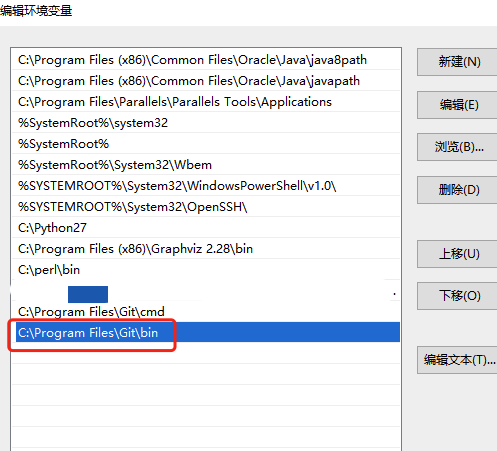 编辑环境变量
C:\Program Files (x86)\Common Files\Oracle\Java\java8path
C:\Program Files (x86)\Common Files\Oracle\Java\javapath
C:\Program Files\Parallels\Parallels Tools\Applications
%SystemRoot%\system32
%SystemRoot%
%SystemRoot%\System32\Wbem
%SYSTEMROOT%\System32\WindowsPowerShell\v1.0\
%SYSTEMROOT%\System32\OpenSSH\
C:\Python27
C:\Program Files (x86)\Graphviz 2.28\bin
C:\perl\bin
C:\Program Files\Git\cmd
C:\Program Files\Git\bin
新建(N)
编辑(E)
浏览(B)...
删除(D)
上移(U)
下移(O)
编辑文本(T)...